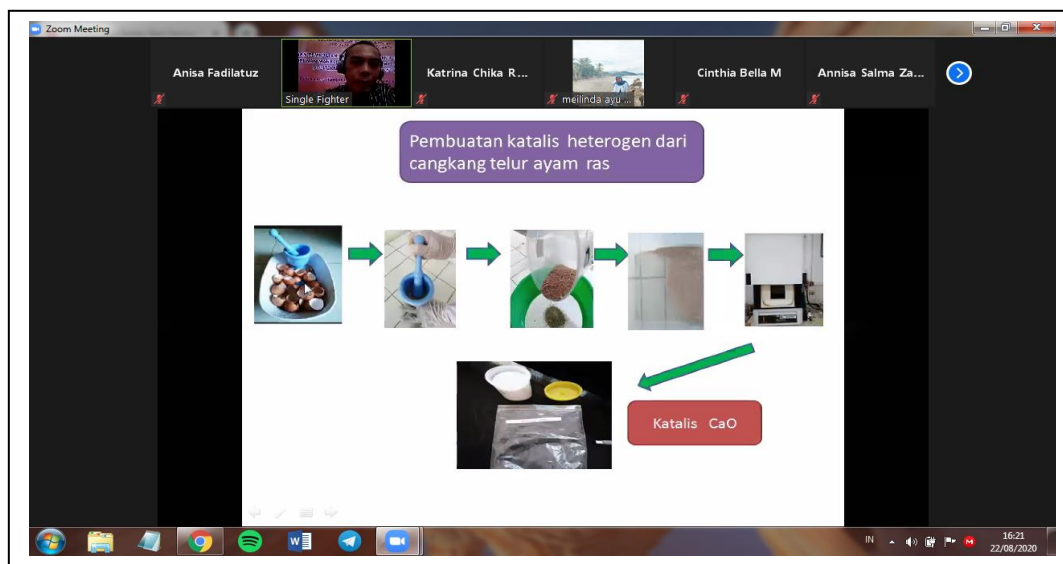 Zoom Meeting
Anisa Fadilatuz
Single Fighter
Katrina Chika R...
meilinda ayu ...
Cinthia Bella M
Annisa Salma Za...
Pembuatan katalis heterogen dari
cangkang telur ayam ras
Katalis CaO
IN
16:21
22/08/2020